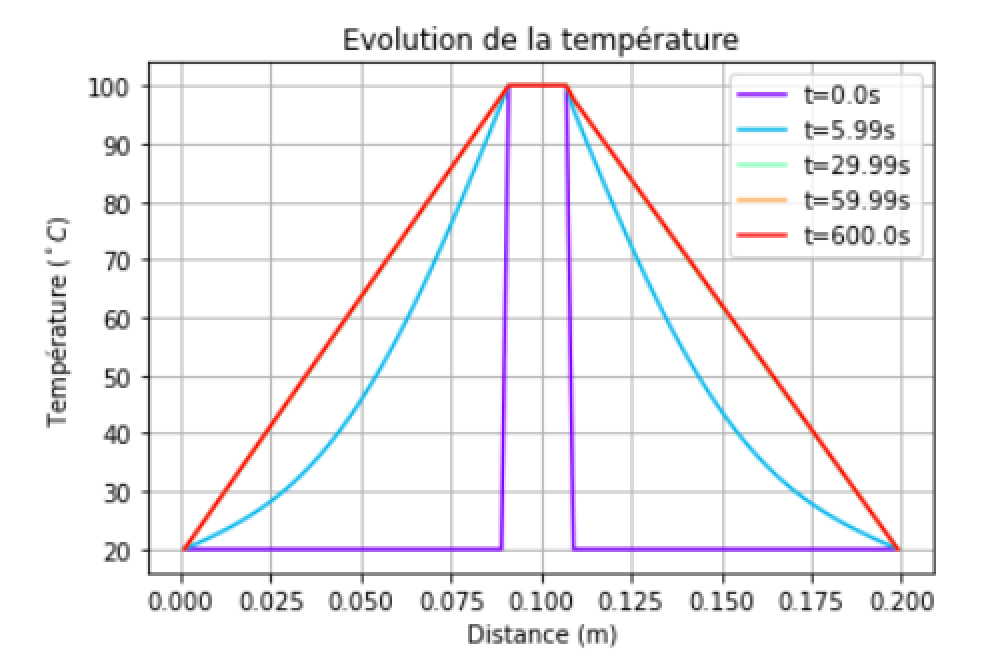 Evolution de la température
100
90
80
70
60
50
40
30
20
Température (°C)
t=0.0s
t=5.99s
t=29.99s
t=59.99s
t=600.0s
0.000 0.025 0.050 0.075 0.100 0.125 0.150 0.175 0.200
Distance (m)